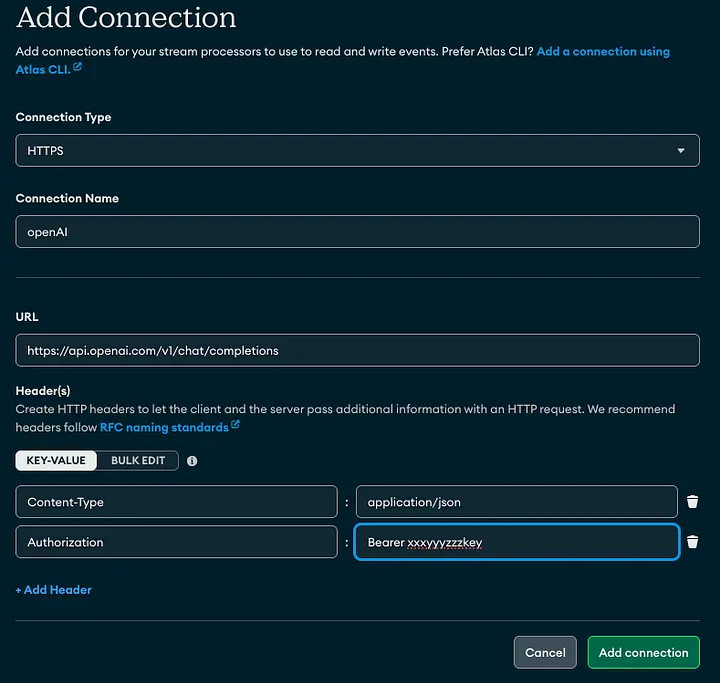 Add Connection
Add connections for your stream processors to use to read and write events. Prefer Atlas CLI? Add a connection using
Atlas CLI.
Connection Type
HTTPS
Connection Name
openAI
URL
https://api.openai.com/v1/chat/completions
Header(s)
Create HTTP headers to let the client and the server pass additional information with an HTTP request. We recommend
headers follow RFC naming standards
KEY-VALUE BULK EDIT
Content-Type : application/json
Authorization : Bearer xxxyyyzzzkey
+ Add Header
Cancel Add connection